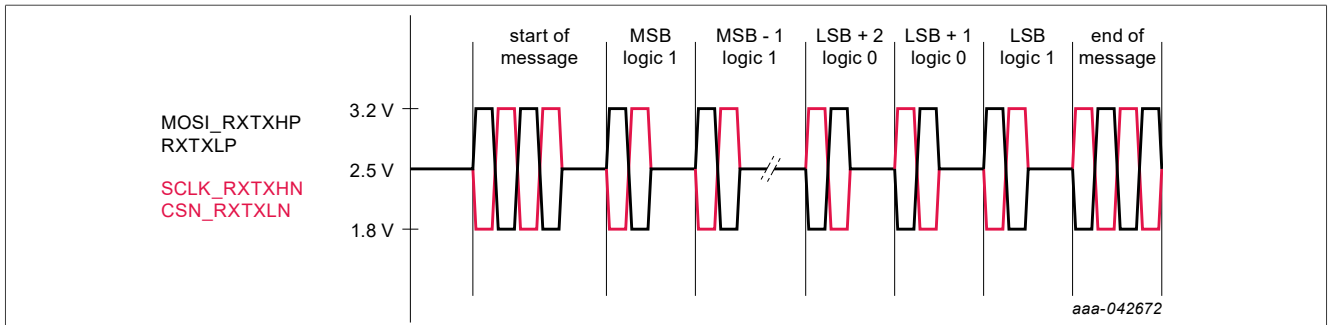 start of
message
MSB
logic 1
MSB - 1
logic 1
LSB + 2
logic 0
LSB + 1
logic 0
LSB
logic 1
end of
message
MOSI_RXTXHP
RXTXLP
SCLK_RXTXHN
CSN_RXTXLN
3.2 V
2.5 V
1.8 V
aaa-042672